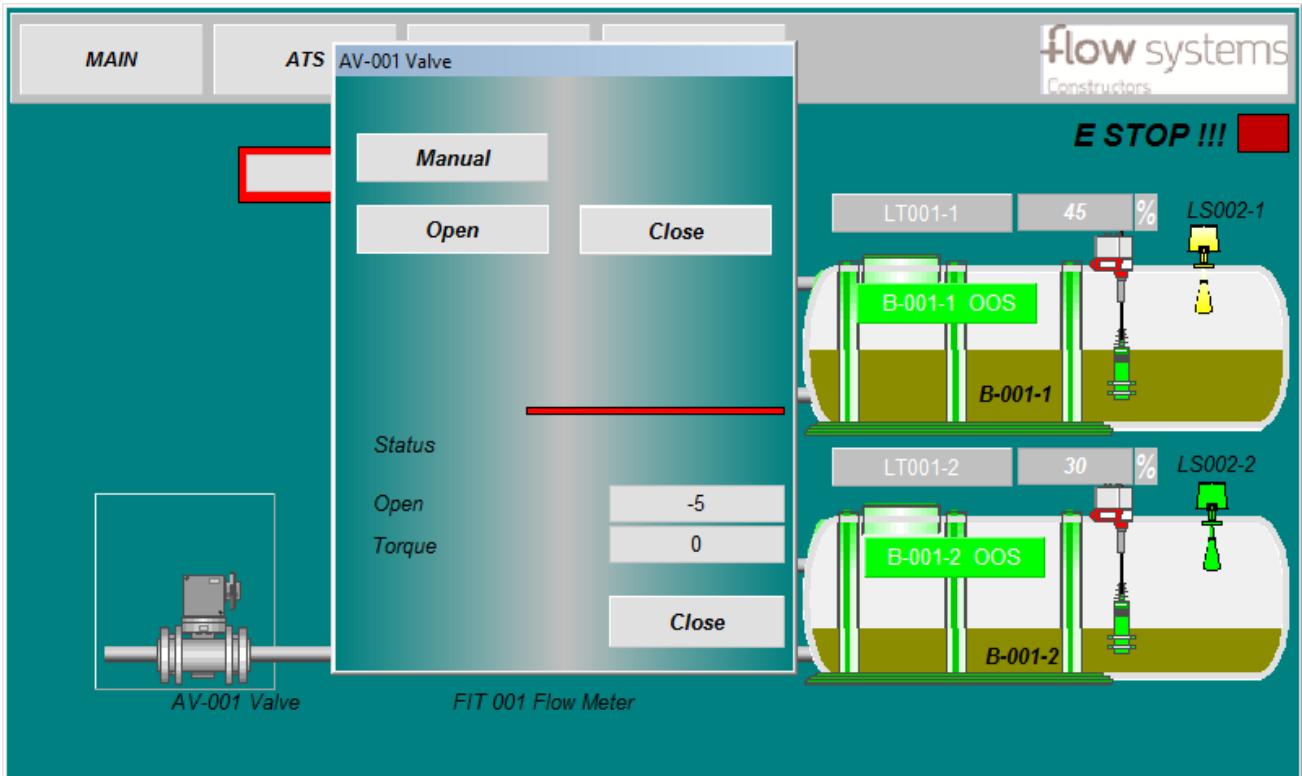 MAIN
ATS
AV-001 Valve
flow systems
Constructors
E STOP !!!
Manual
Open
Close
LT001-1
45
%
LS002-1
B-001-1 OOS
B-001-1
Status
Open
-5
Torque
0
Close
LT001-2
30
%
LS002-2
B-001-2 OOS
B-001-2
AV-001 Valve
FIT 001 Flow Meter